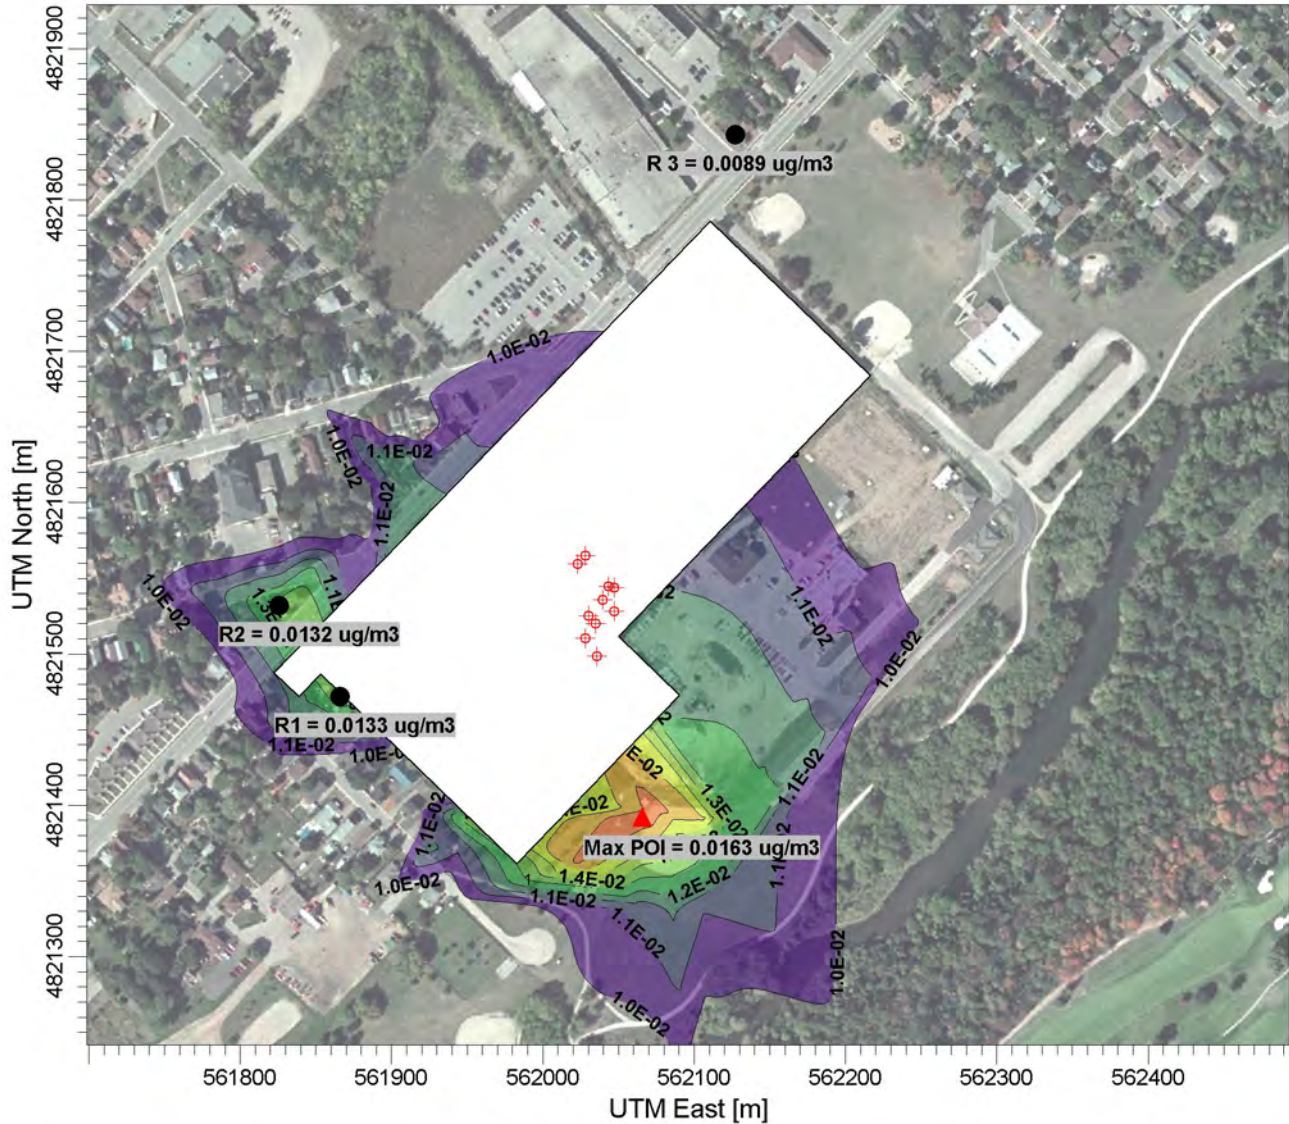 4821900
R 3 = 0.0089 ug/m3
4821800
4821700
1.0E-02
1.1E-02
1.0E-02
4821600
1.1E-02
1.0E-02
1.1E-02
R2 = 0.0132 ug/m3
4821500
1.0E-02
R1 = 0.0133 ug/m3
1.1E-02
4821400
1.3E-02
1.1E-02
1.1E-02
Max POI = 0.0163 ug/m3
1.4E-02
1.2E-02
1.0E-02
1.1E-02
1.1E-02
4821300
1.0E-02
1.0E-02
UTM North [m]
561800 561900 562000 562100 562200 562300 562400
UTM East [m]